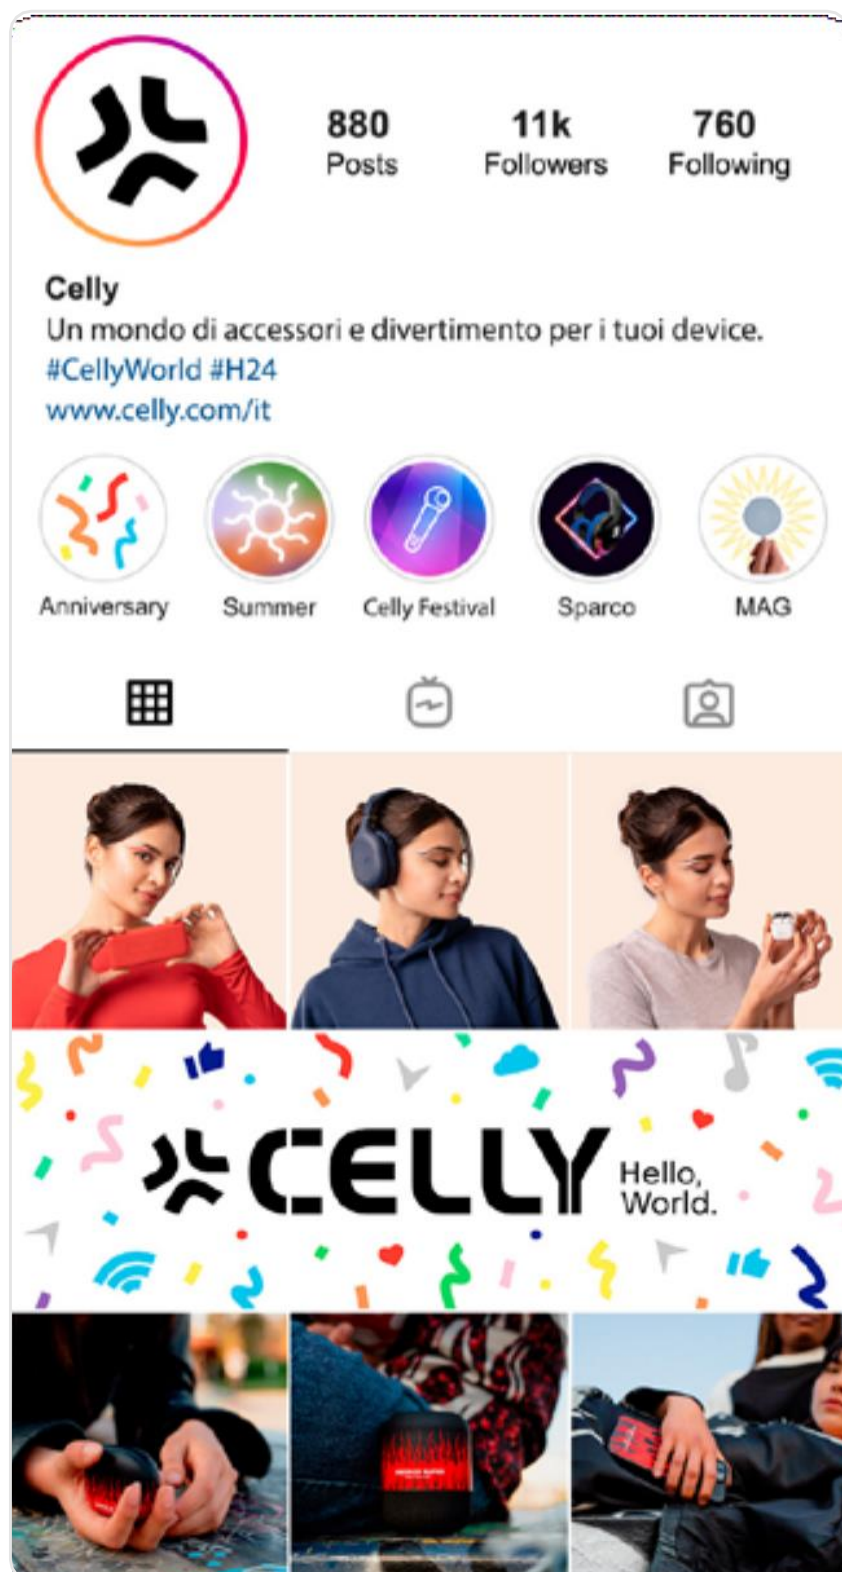 880
Posts
11k
Followers
760
Following
Celly
Un mondo di accessori e divertimento per i tuoi device.
#CellyWorld #H24
www.celly.com/it
Anniversary
Summer
Celly Festival
Sparco
MAG
CELLY
Hello,
World.